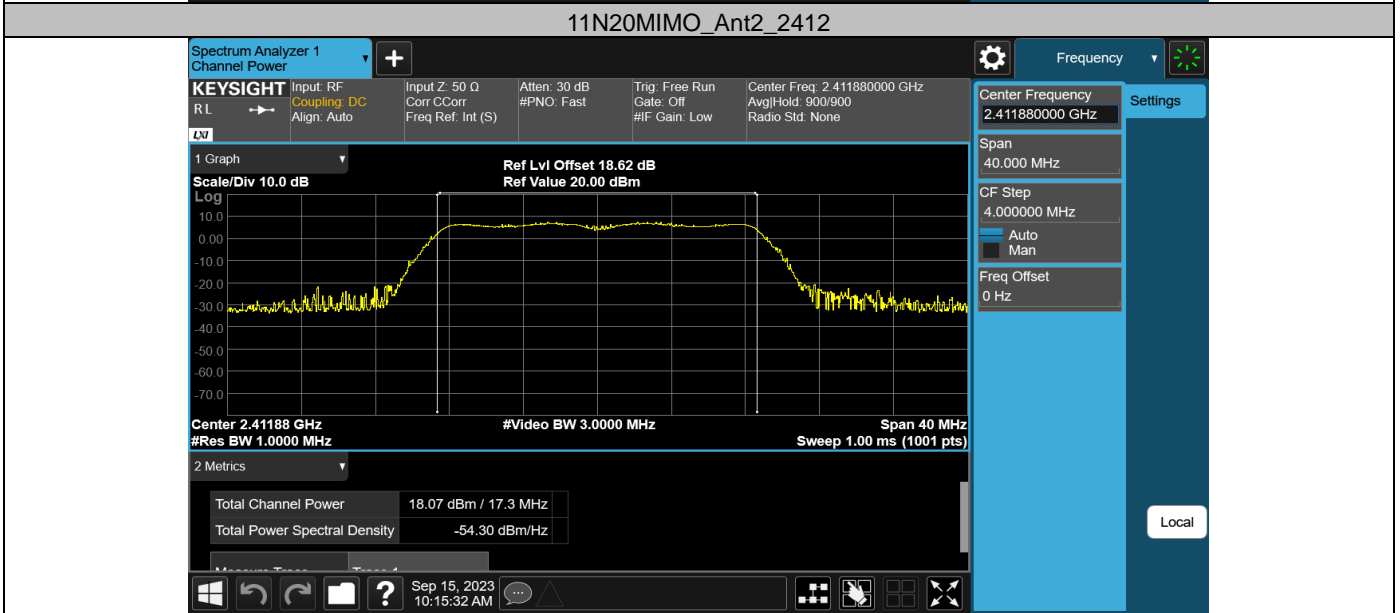 11N20MIMO_Ant2_2412
Spectrum Analyzer 1
Channel Power
Frequency
KEYSIGHT
R L
LXI
Input: RF
Coupling: DC
Align: Auto
Input Z: 50 Ω
Corr CCorr
Freq Ref: Int (S)
Atten: 30 dB
#PNO: Fast
Trig: Free Run
Gate: Off
#IF Gain: Low
Center Freq: 2.411880000 GHz
Avg|Hold: 900/900
Radio Std: None
Center Frequency
2.411880000 GHz
Settings
Span
40.000 MHz
CF Step
4.000000 MHz
Auto
Man
Freq Offset
0 Hz
1 Graph
Scale/Div 10.0 dB
Ref Lvl Offset 18.62 dB
Ref Value 20.00 dBm
Log
10.0
0.00
-10.0
-20.0
-30.0
-40.0
-50.0
-60.0
-70.0
Center 2.41188 GHz
#Video BW 3.0000 MHz
Span 40 MHz
#Res BW 1.0000 MHz
Sweep 1.00 ms (1001 pts)
2 Metrics
Total Channel Power 18.07 dBm / 17.3 MHz
Total Power Spectral Density -54.30 dBm/Hz
Measure Trace Trace 1
Local
?
Sep 15, 2023
10:15:32 AM